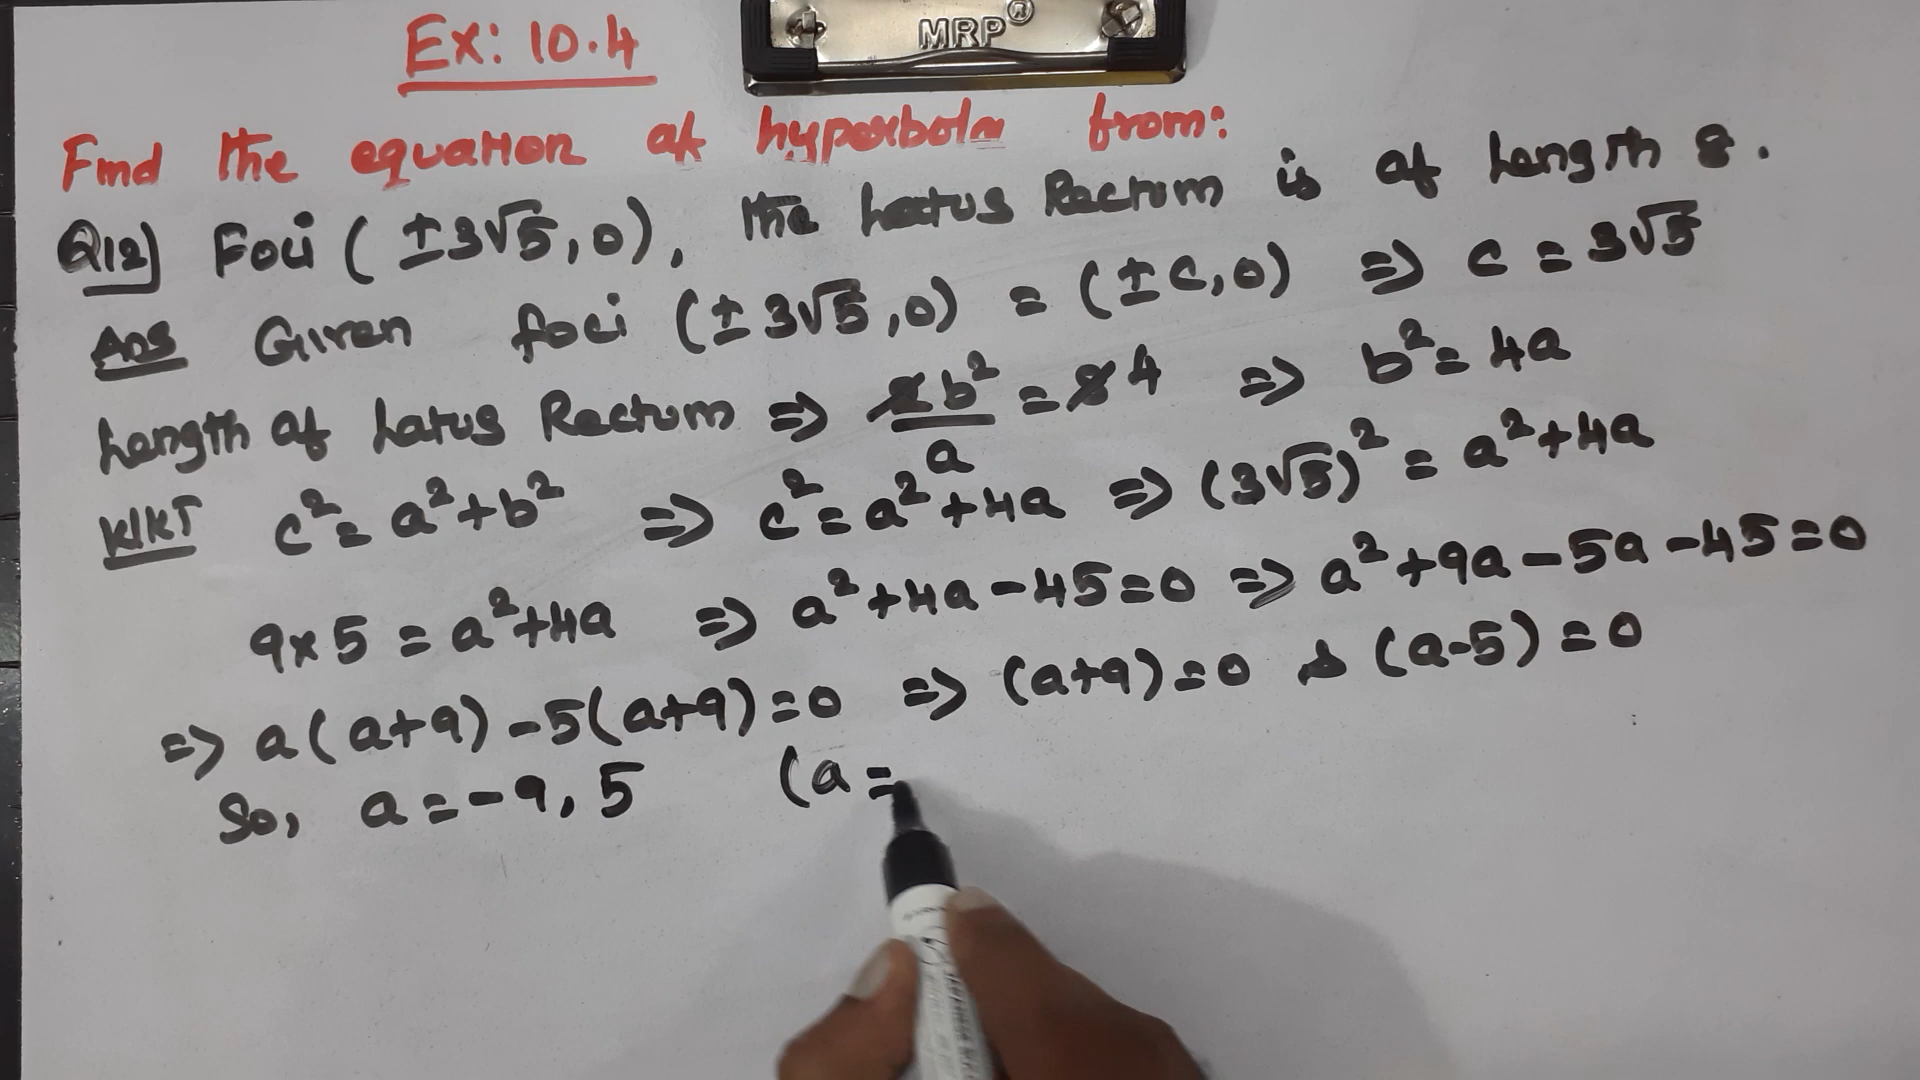 MRP®
Ex: 10.4
Find the equation of hyperbola from:
Q12) Foci (±3√5,0), the Latus Rectum is of Length 8.
Ans Given foci (±3√5,0) = (±c,0) => c = 3√5
Length of Latus Rectum => 2b²/a = 8 4 => b² = 4a
WKT c² = a²+b² => c² = a²+4a => (3√5)² = a²+4a
9x5 = a²+4a => a²+4a-45=0 => a²+9a-5a-45=0
=> a(a+9)-5(a+9)=0 => (a+9)=0 & (a-5)=0
So, a=-9,5 (a=